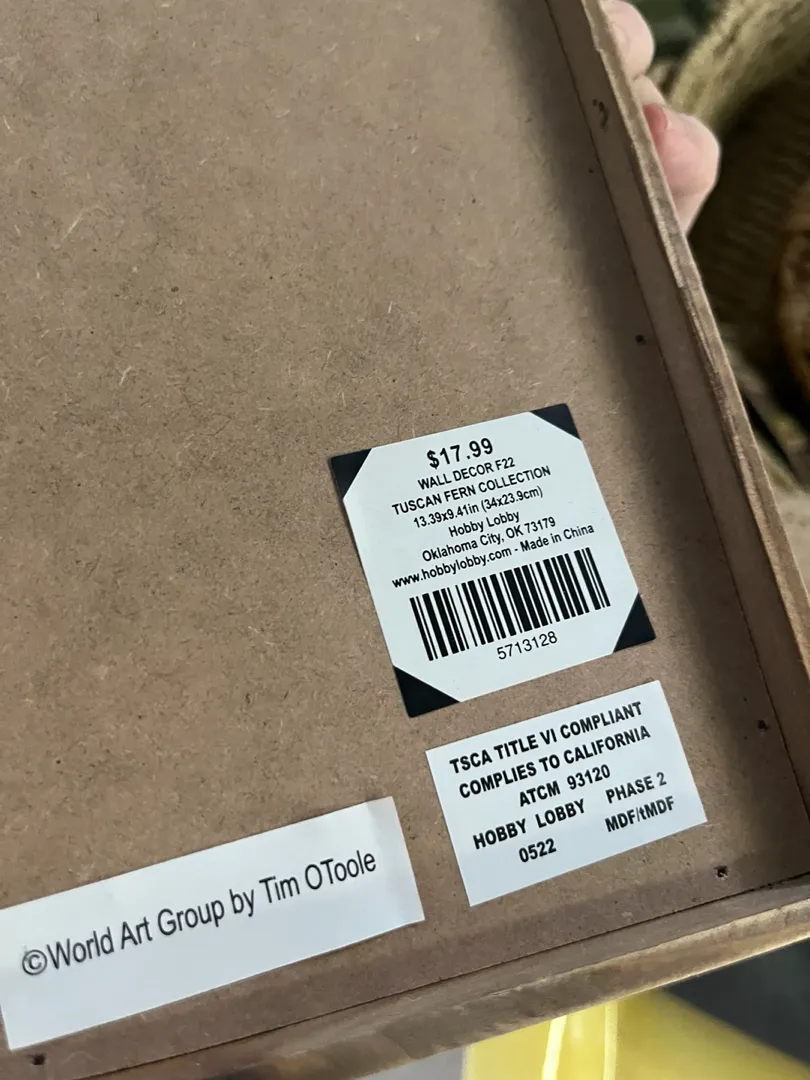 $17.99
WALL DECOR F22
TUSCAN FERN COLLECTION
13.39x9.41in (34x23.9cm)
Hobby Lobby
Oklahoma City, OK 73179
www.hobbylobby.com - Made in China
5713128
TSCA TITLE VI COMPLIANT
COMPLIES TO CALIFORNIA
ATCM 93120
HOBBY LOBBY PHASE 2
0522 MDF/tMDF
©World Art Group by Tim OToole